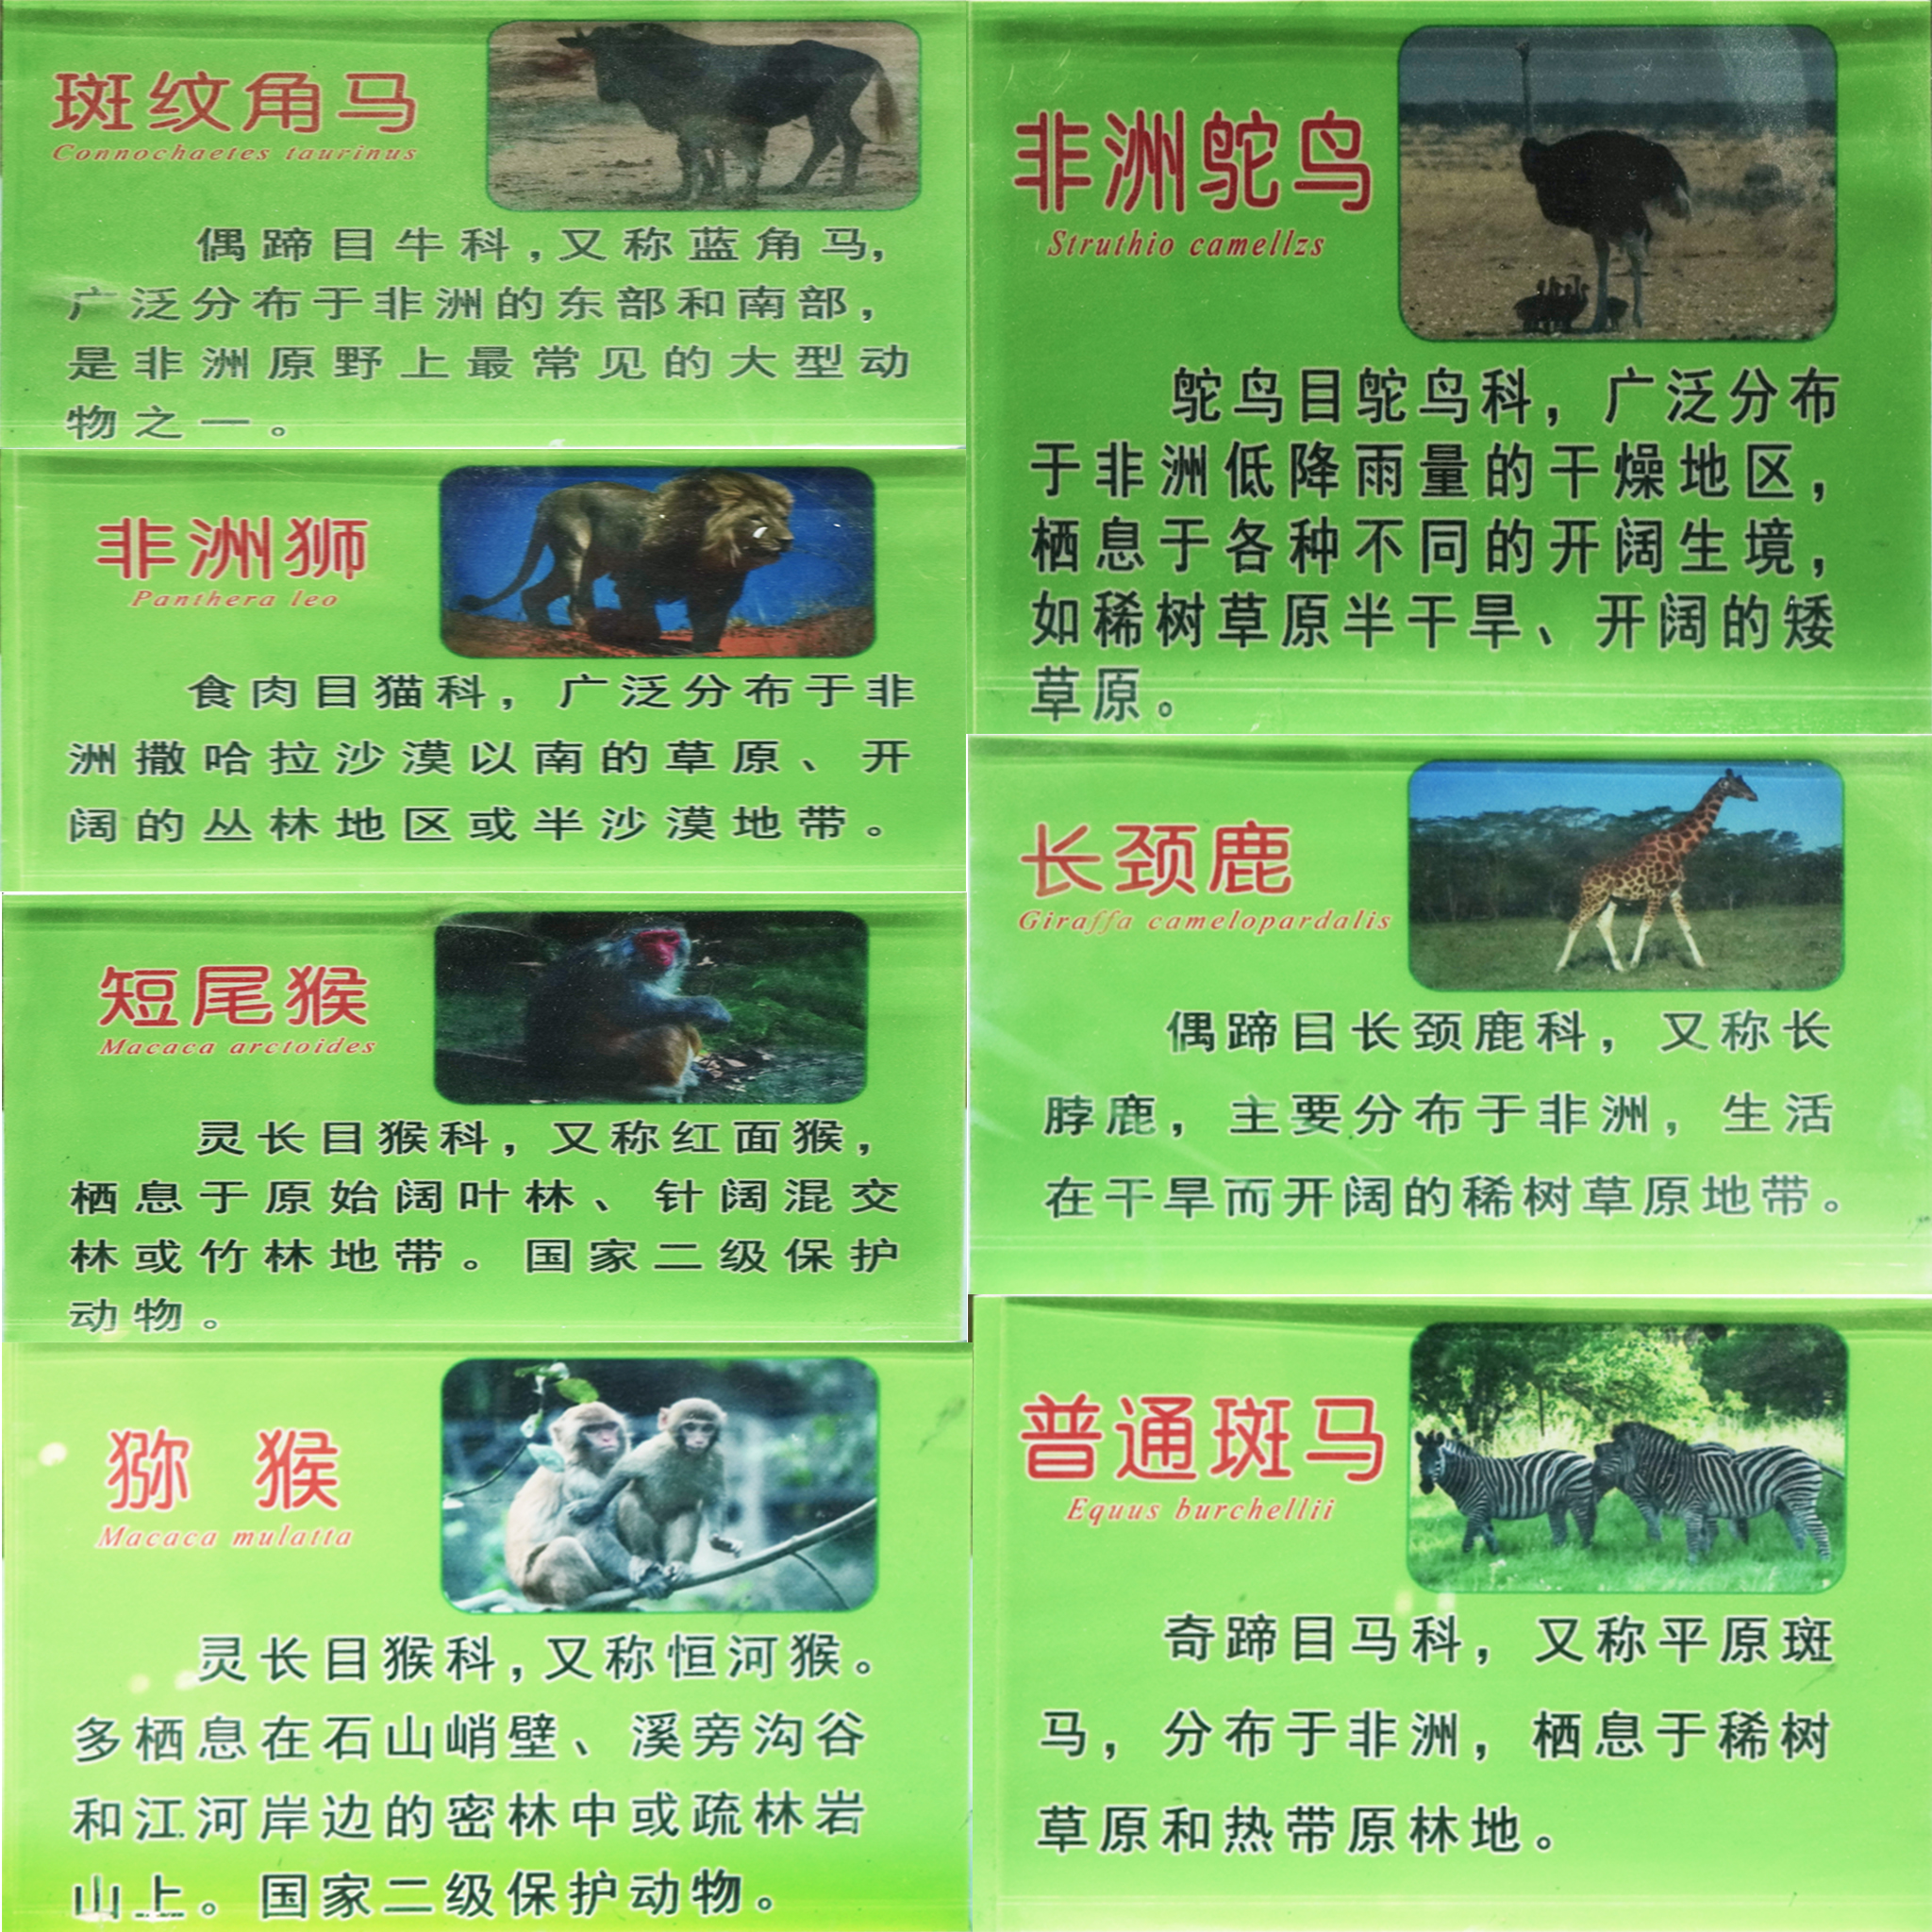 斑纹角马
Connochaetes taurinus
偶蹄目牛科,又称蓝角马,
广泛分布于非洲的东部和南部,
是非洲原野上最常见的大型动
物之一。
非洲狮
Panthera leo
食肉目猫科，广泛分布于非
洲撒哈拉沙漠以南的草原、开
阔的丛林地区或半沙漠地带。
短尾猴
Macaca arctoides
灵长目猴科，又称红面猴，
栖息于原始阔叶林、针阔混交
林或竹林地带。国家二级保护
动物。
猕 猴
Macaca mulatta
灵长目猴科,又称恒河猴。
多栖息在石山峭壁、溪旁沟谷
和江河岸边的密林中或疏林岩
山上。国家二级保护动物。
非洲鸵鸟
Struthio camellzs
鸵鸟目鸵鸟科，广泛分布
于非洲低降雨量的干燥地区，
栖息于各种不同的开阔生境，
如稀树草原半干旱、开阔的矮
草原。
长颈鹿
Giraffa camelopardalis
偶蹄目长颈鹿科，又称长
脖鹿，主要分布于非洲，生活
在干旱而开阔的稀树草原地带。
普通斑马
Equus burchellii
奇蹄目马科，又称平原斑
马，分布于非洲，栖息于稀树
草原和热带原林地。